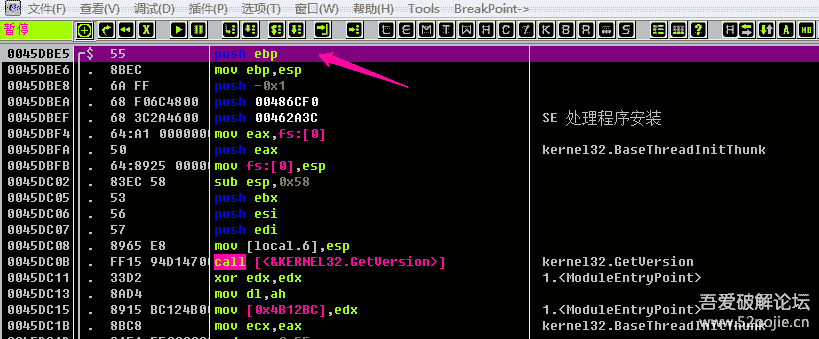 文件(F) 查看(V) 调试(D) 插件(P) 选项(T) 窗口(W) 帮助(H) Tools BreakPoint->
暂停 L E M T W H C / K B R ... S ? A HB
0045DBE5 $ 55 push ebp
0045DBE6 . 8BEC mov ebp,esp
0045DBE8 . 6A FF push -0x1
0045DBEA . 68 F06C4800 push 00486CF0
0045DBEF . 68 3C2A4600 push 00462A3C SE 处理程序安装
0045DBF4 . 64:A1 0000000 mov eax,fs:[0]
0045DBFA . 50 push eax kernel32.BaseThreadInitThunk
0045DBFB . 64:8925 0000 mov fs:[0],esp
0045DC02 . 83EC 58 sub esp,0x58
0045DC05 . 53 push ebx
0045DC06 . 56 push esi
0045DC07 . 57 push edi
0045DC08 . 8965 E8 mov [local.6],esp
0045DC0B . FF15 94D14700 call [<&KERNEL32.GetVersion>] kernel32.GetVersion
0045DC11 . 33D2 xor edx,edx 1.<ModuleEntryPoint>
0045DC13 . 8AD4 mov dl,ah
0045DC15 . 8915 BC124B00 mov [0x4B12BC],edx 1.<ModuleEntryPoint>
0045DC1B . 8BC8 mov ecx,eax kernel32.BaseThreadInitThunk
吾爱破解论坛
www.52pojie.cn